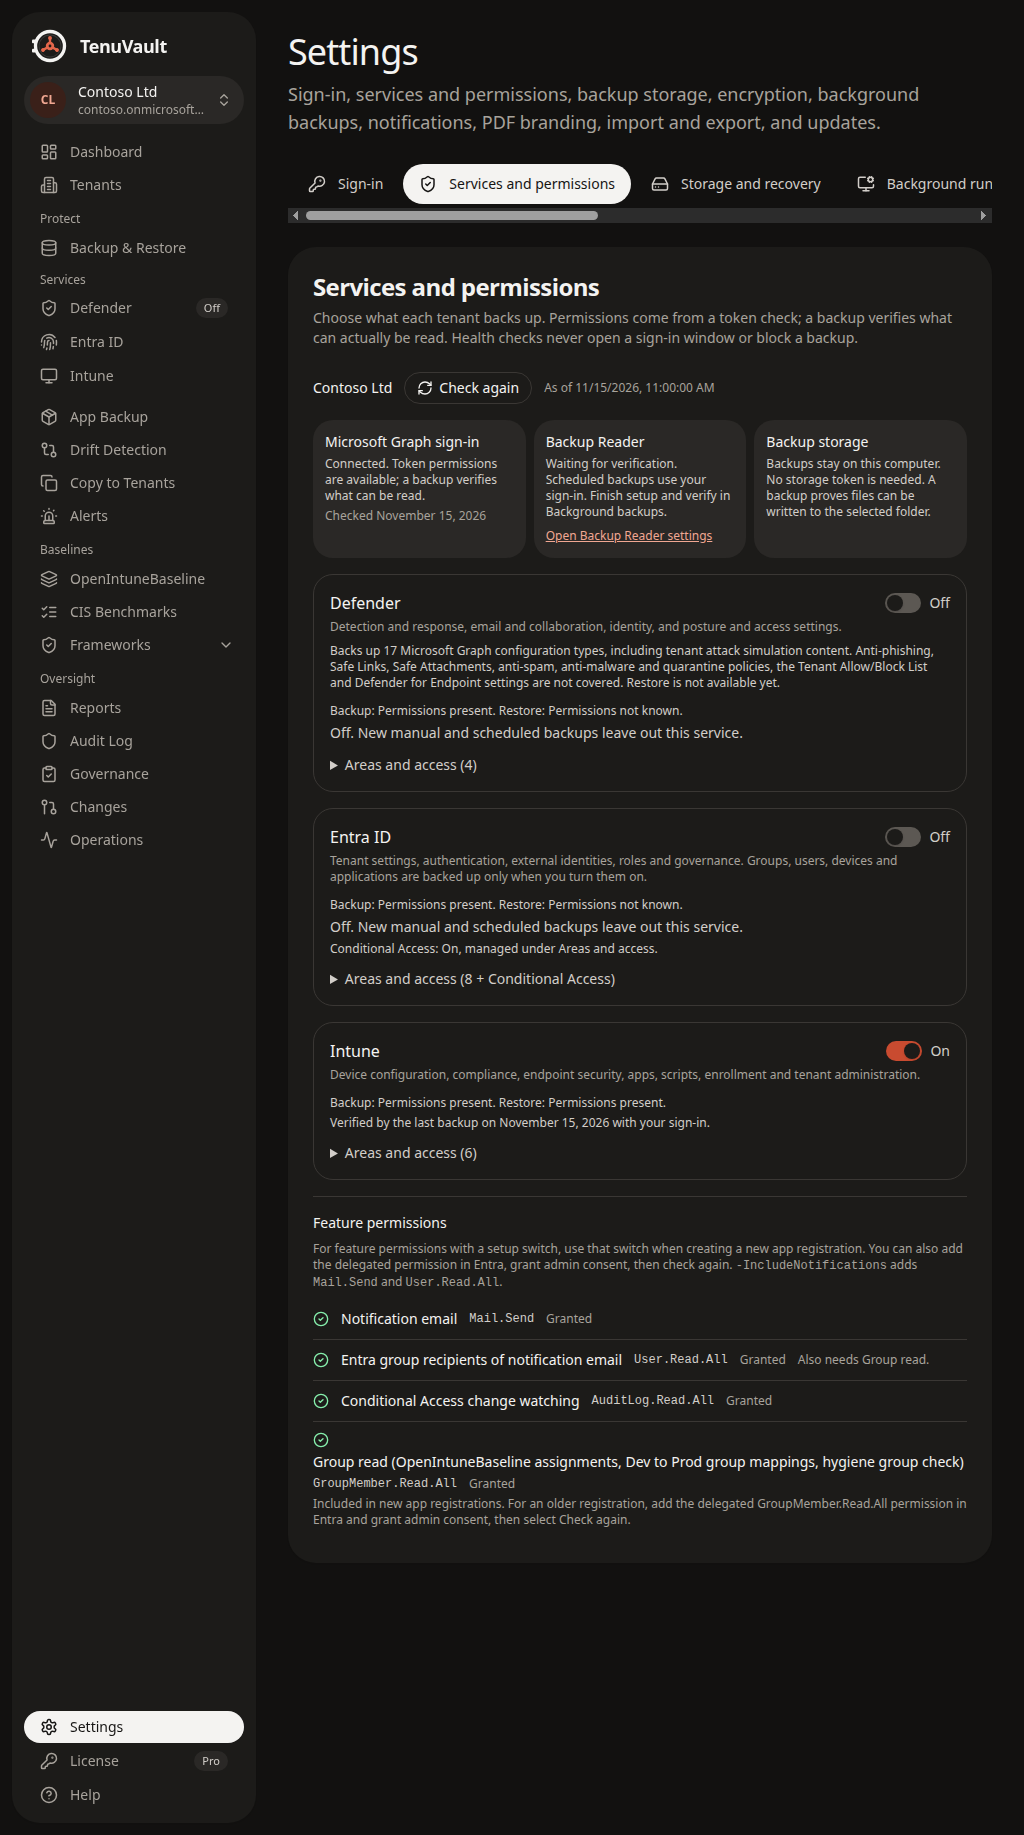 TenuVault
CL
Contoso Ltd
contoso.onmicrosoft...
Dashboard
Tenants
Protect
Backup & Restore
Services
Defender
Off
Entra ID
Intune
App Backup
Drift Detection
Copy to Tenants
Alerts
Baselines
OpenIntuneBaseline
CIS Benchmarks
Frameworks
Oversight
Reports
Audit Log
Governance
Changes
Operations
Settings
License
Pro
Help
Settings
Sign-in, services and permissions, backup storage, encryption, background
backups, notifications, PDF branding, import and export, and updates.
Sign-in
Services and permissions
Storage and recovery
Background run
Services and permissions
Choose what each tenant backs up. Permissions come from a token check; a backup verifies what
can actually be read. Health checks never open a sign-in window or block a backup.
Contoso Ltd
Check again
As of 11/15/2026, 11:00:00 AM
Microsoft Graph sign-in
Connected. Token permissions
are available; a backup verifies
what can be read.
Checked November 15, 2026
Backup Reader
Waiting for verification.
Scheduled backups use your
sign-in. Finish setup and verify in
Background backups.
Open Backup Reader settings
Backup storage
Backups stay on this computer.
No storage token is needed. A
backup proves files can be
written to the selected folder.
Defender
Off
Detection and response, email and collaboration, identity, and posture and access settings.
Backs up 17 Microsoft Graph configuration types, including tenant attack simulation content. Anti-phishing,
Safe Links, Safe Attachments, anti-spam, anti-malware and quarantine policies, the Tenant Allow/Block List
and Defender for Endpoint settings are not covered. Restore is not available yet.
Backup: Permissions present. Restore: Permissions not known.
Off. New manual and scheduled backups leave out this service.
Areas and access (4)
Entra ID
Off
Tenant settings, authentication, external identities, roles and governance. Groups, users, devices and
applications are backed up only when you turn them on.
Backup: Permissions present. Restore: Permissions not known.
Off. New manual and scheduled backups leave out this service.
Conditional Access: On, managed under Areas and access.
Areas and access (8 + Conditional Access)
Intune
On
Device configuration, compliance, endpoint security, apps, scripts, enrollment and tenant administration.
Backup: Permissions present. Restore: Permissions present.
Verified by the last backup on November 15, 2026 with your sign-in.
Areas and access (6)
Feature permissions
For feature permissions with a setup switch, use that switch when creating a new app registration. You can also add
the delegated permission in Entra, grant admin consent, then check again. -IncludeNotifications adds
Mail.Send and User.Read.All.
Notification email Mail.Send Granted
Entra group recipients of notification email User.Read.All Granted Also needs Group read.
Conditional Access change watching AuditLog.Read.All Granted
Group read (OpenIntuneBaseline assignments, Dev to Prod group mappings, hygiene group check)
GroupMember.Read.All Granted
Included in new app registrations. For an older registration, add the delegated GroupMember.Read.All permission in
Entra and grant admin consent, then select Check again.